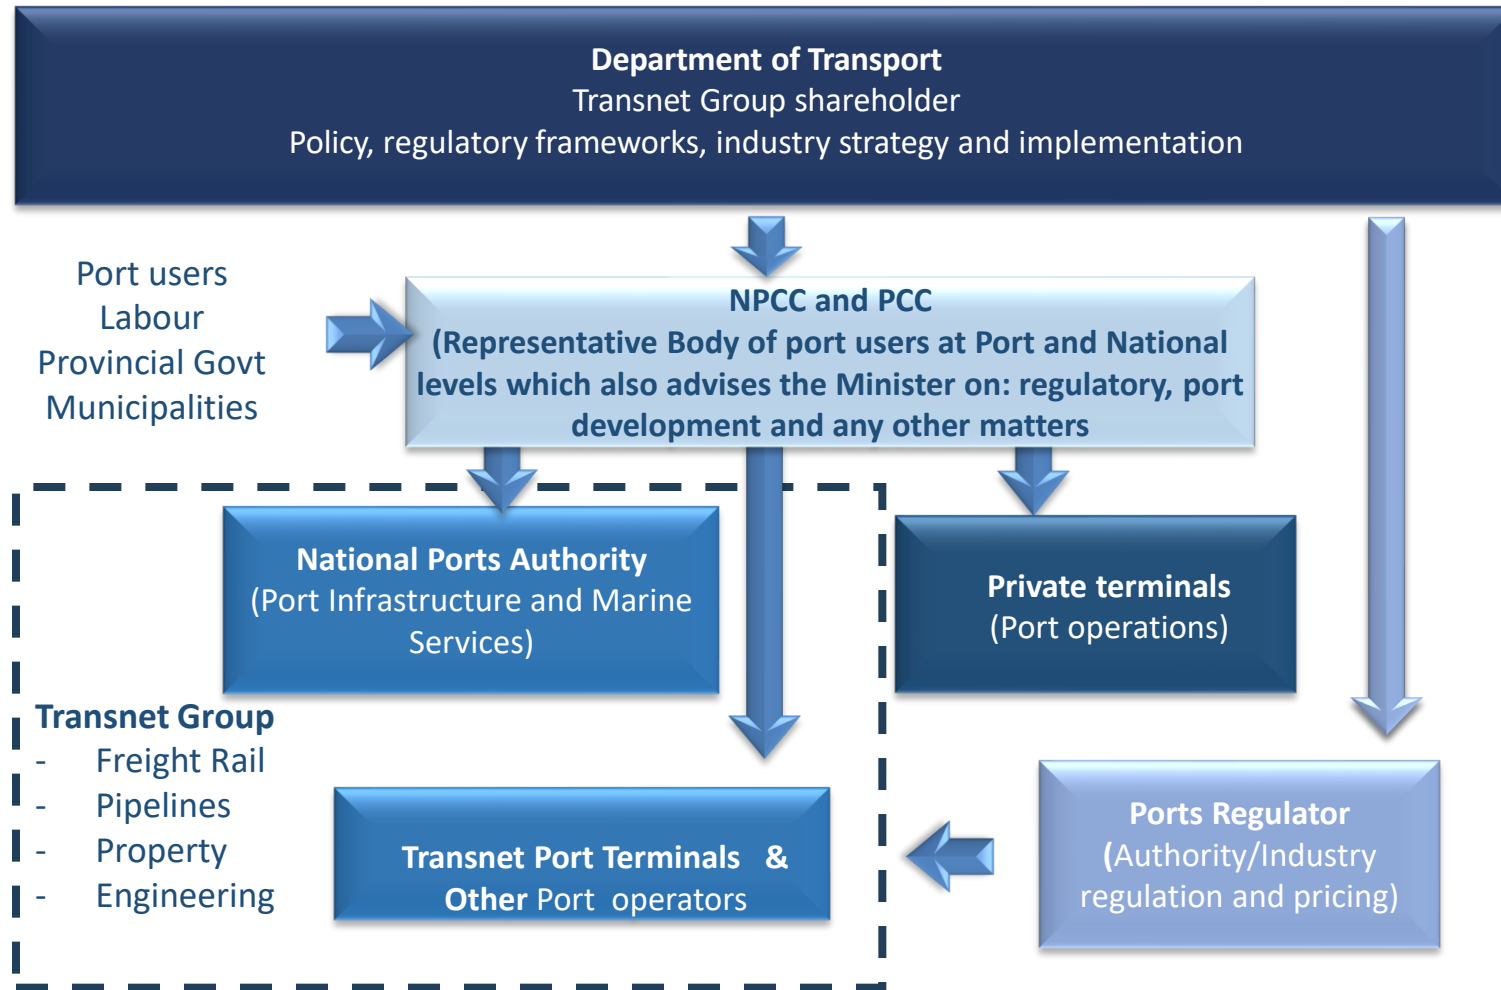 Department of Transport
Transnet Group shareholder
Policy, regulatory frameworks, industry strategy and implementation
Port users
Labour
Provincial Govt
Municipalities
NPCC and PCC
(Representative Body of port users at Port and National
levels which also advises the Minister on: regulatory, port
development and any other matters
National Ports Authority
(Port Infrastructure and Marine
Services)
Private terminals
(Port operations)
Transnet Group
- Freight Rail
- Pipelines
- Property
- Engineering
Transnet Port Terminals &
Other Port operators
Ports Regulator
(Authority/Industry
regulation and pricing)